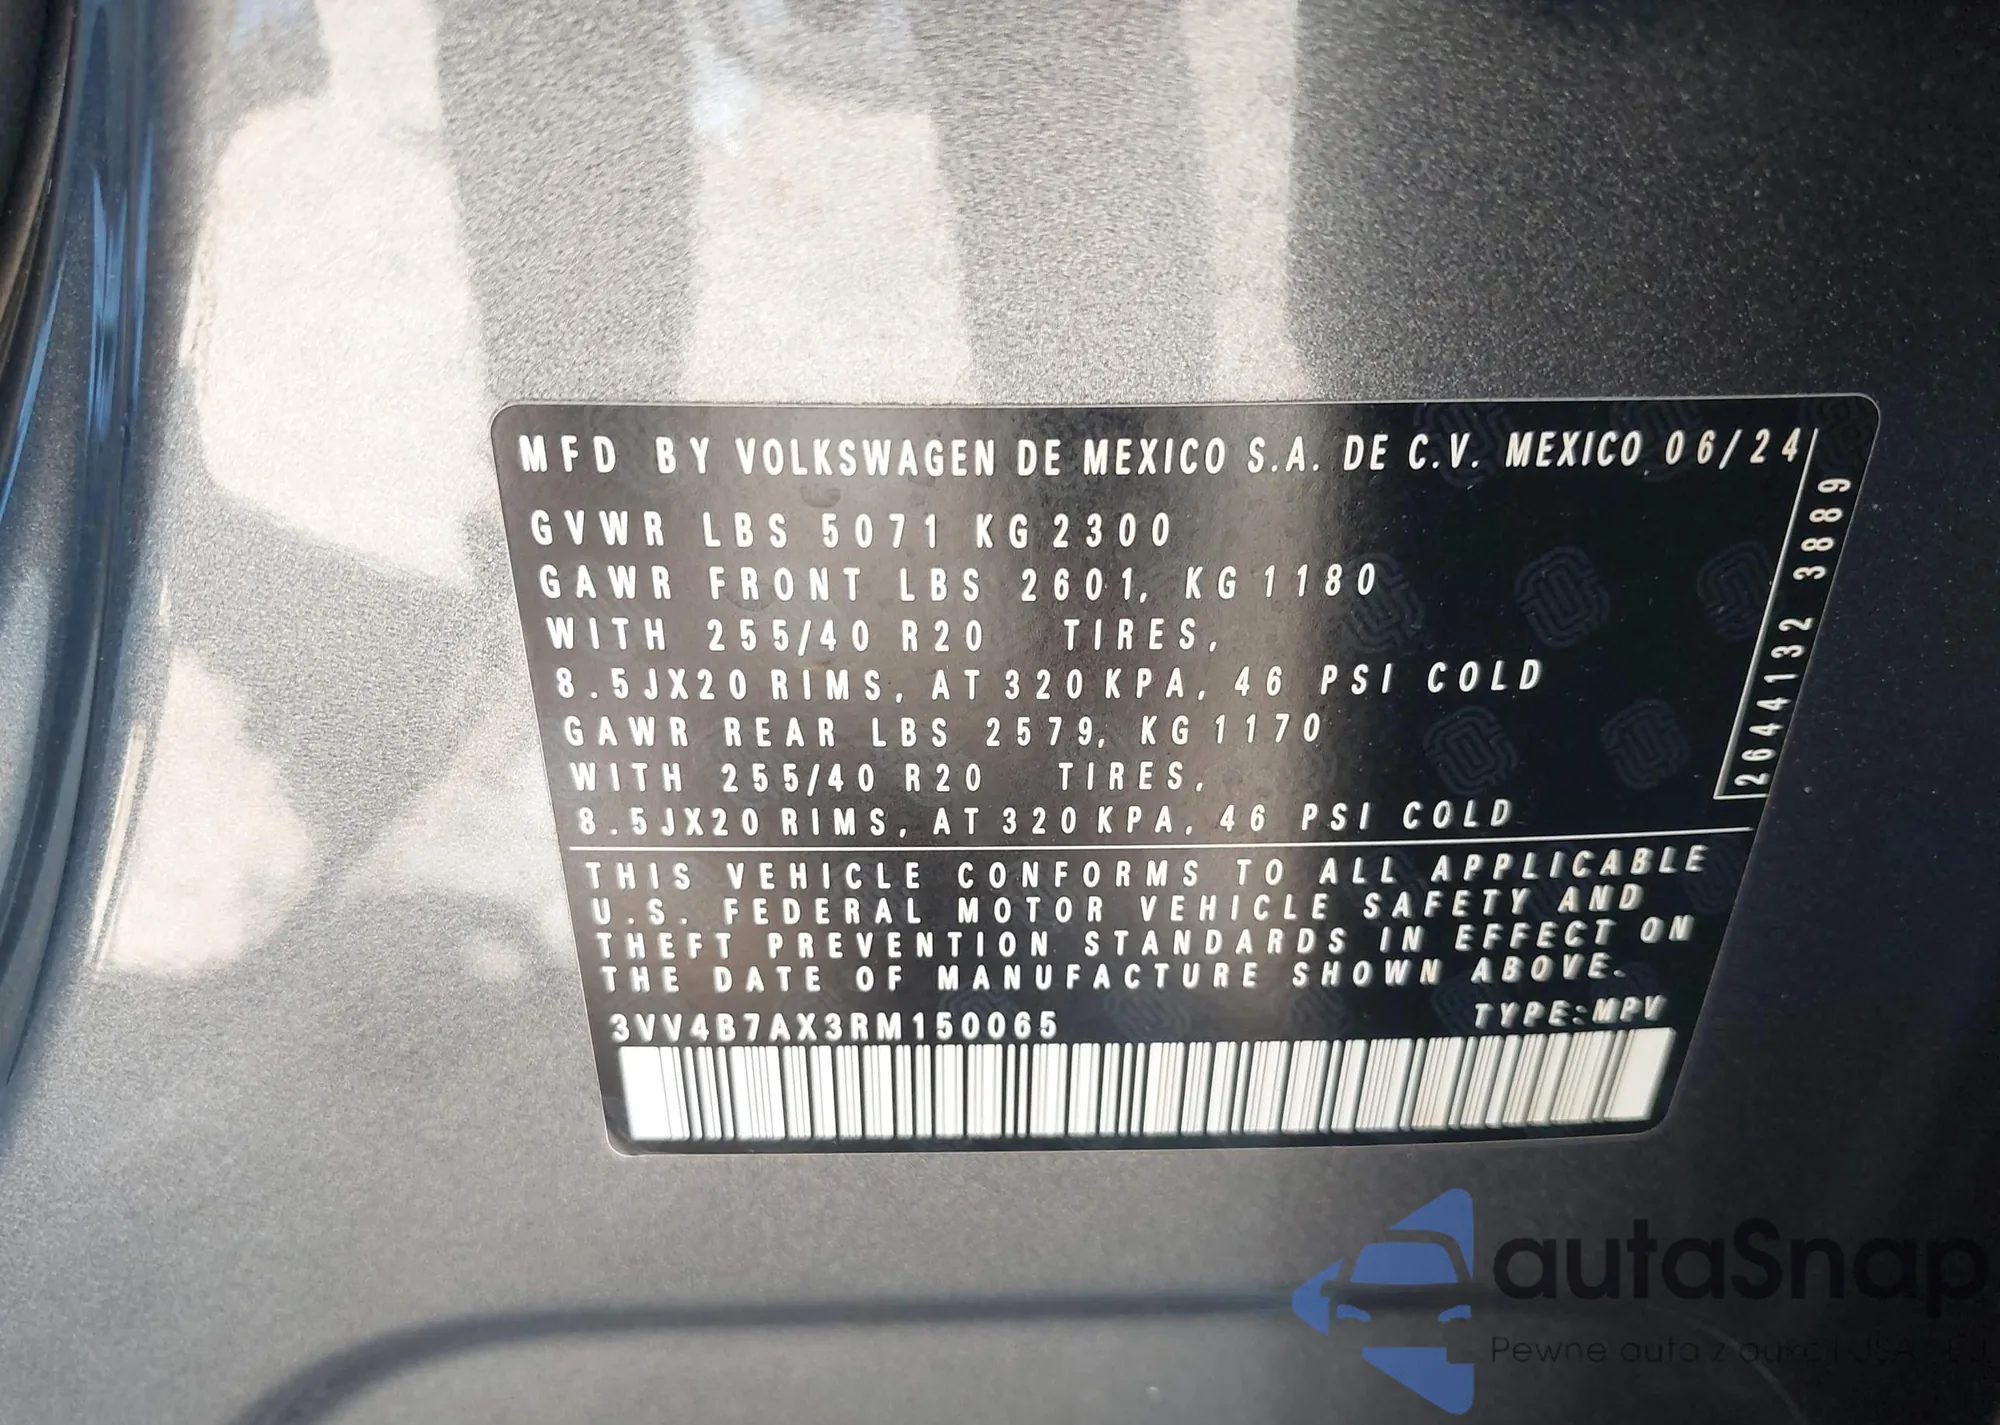 MFD BY VOLKSWAGEN DE MEXICO S.A. DE C.V. MEXICO 06/24
GVWR LBS 5071 KG 2300
GAWR FRONT LBS 2601, KG 1180
WITH 255/40 R20 TIRES,
8.5JX20 RIMS, AT 320 KPA, 46 PSI COLD
GAWR REAR LBS 2579, KG 1170
WITH 255/40 R20 TIRES,
8.5JX20 RIMS, AT 320 KPA, 46 PSI COLD
2644132 3889
THIS VEHICLE CONFORMS TO ALL APPLICABLE
U.S. FEDERAL MOTOR VEHICLE SAFETY AND
THEFT PREVENTION STANDARDS IN EFFECT ON
THE DATE OF MANUFACTURE SHOWN ABOVE.
TYPE:MPV
3VV4B7AX3RM150065
autaSnap
Pewne auta z aukcji USA